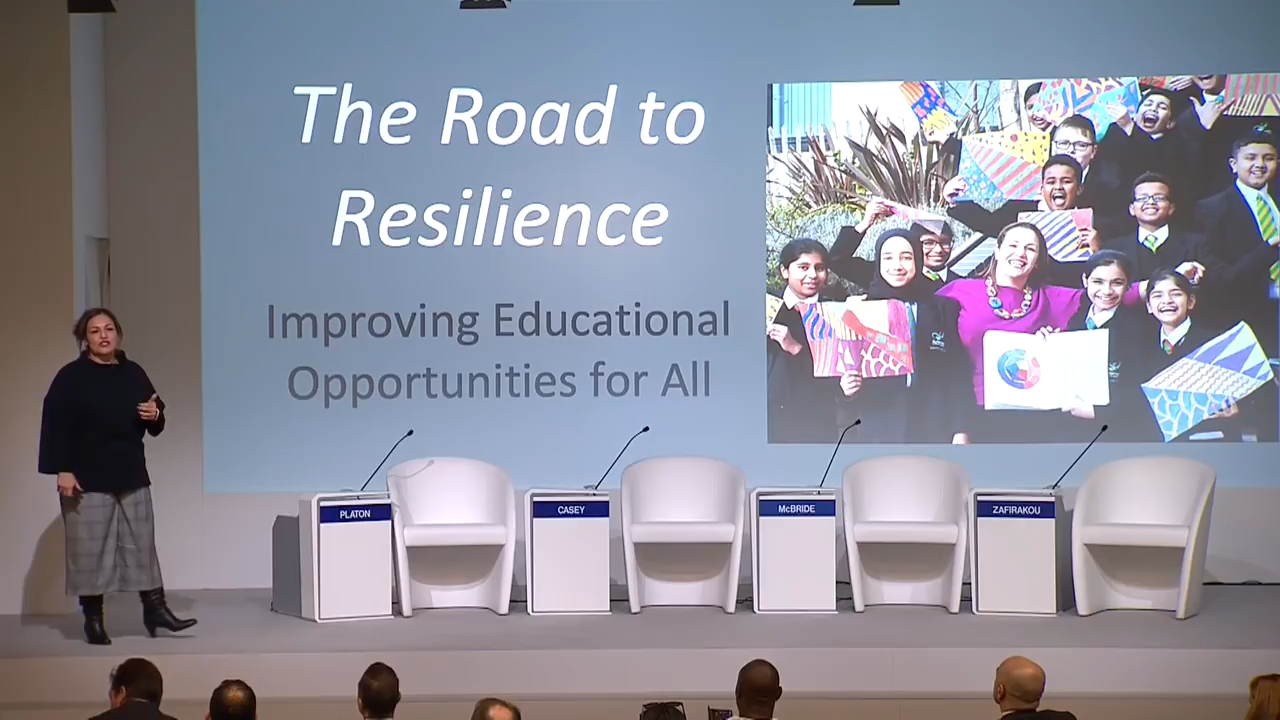 The Road to
Resilience
Improving Educational
Opportunities for All
PLATON
CASEY
McBRIDE
ZAFIRAKOU